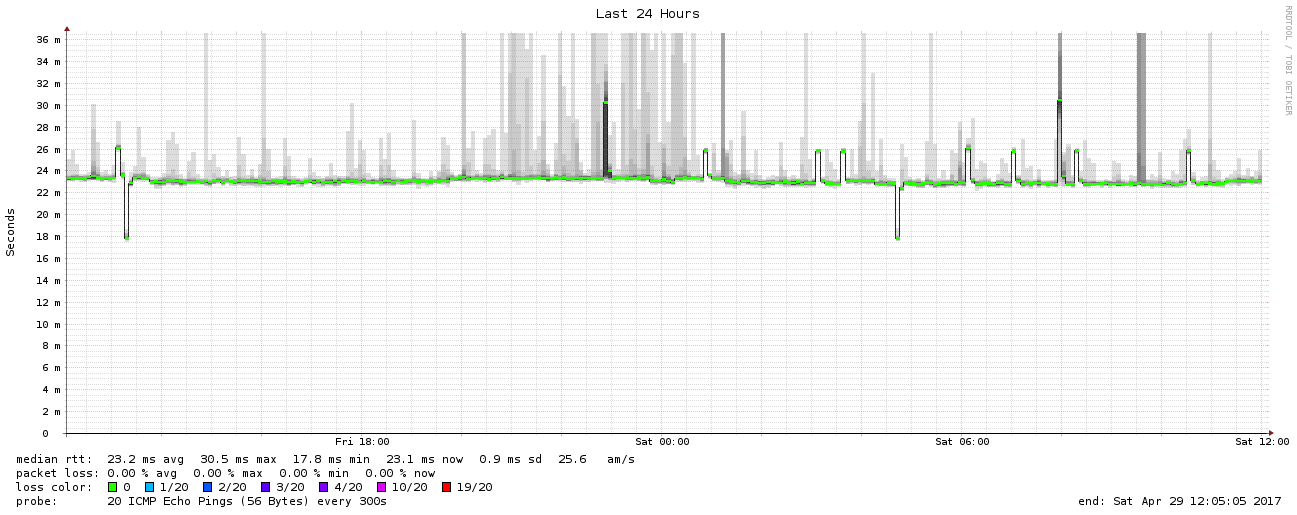 Last 24 Hours
RRDTOOL / TOBI OETIKER
Seconds
36 m
34 m
32 m
30 m
28 m
26 m
24 m
22 m
20 m
18 m
16 m
14 m
12 m
10 m
8 m
6 m
4 m
2 m
0
Fri 18:00 Sat 00:00 Sat 06:00 Sat 12:00
median rtt: 23.2 ms avg 30.5 ms max 17.8 ms min 23.1 ms now 0.9 ms sd 25.6 am/s
packet loss: 0.00 % avg 0.00 % max 0.00 % min 0.00 % now
loss color: 0 1/20 2/20 3/20 4/20 10/20 19/20
probe: 20 ICMP Echo Pings (56 Bytes) every 300s end: Sat Apr 29 12:05:05 2017